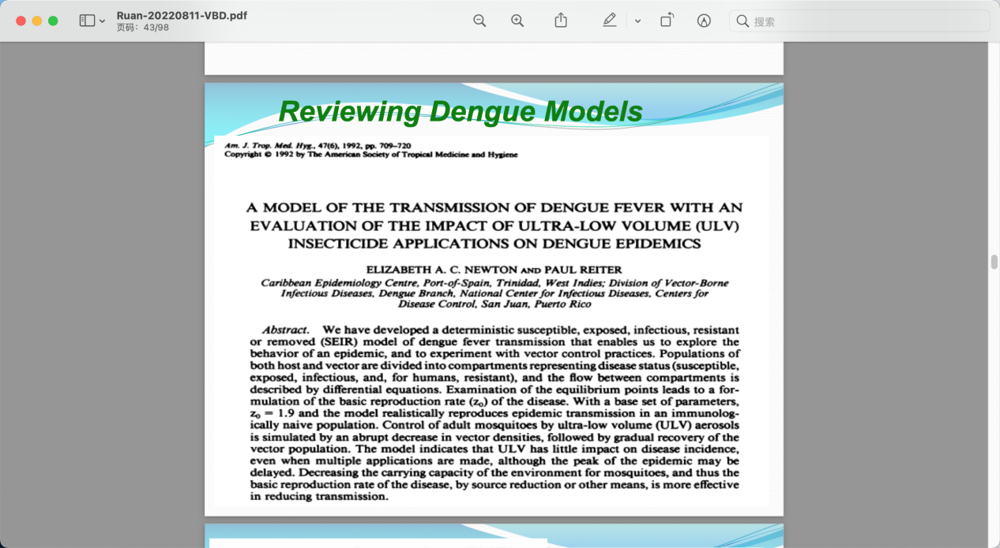 Ruan-20220811-VBD.pdf
页码：43/98
搜索
Reviewing Dengue Models
Am. J. Trop. Med. Hyg., 47(6), 1992, pp. 709–720
Copyright © 1992 by The American Society of Tropical Medicine and Hygiene
A MODEL OF THE TRANSMISSION OF DENGUE FEVER WITH AN
EVALUATION OF THE IMPACT OF ULTRA-LOW VOLUME (ULV)
INSECTICIDE APPLICATIONS ON DENGUE EPIDEMICS
ELIZABETH A. C. NEWTON AND PAUL REITER
Caribbean Epidemiology Centre, Port-of-Spain, Trinidad, West Indies; Division of Vector-Borne
Infectious Diseases, Dengue Branch, National Center for Infectious Diseases, Centers for
Disease Control, San Juan, Puerto Rico
Abstract. We have developed a deterministic susceptible, exposed, infectious, resistant
or removed (SEIR) model of dengue fever transmission that enables us to explore the
behavior of an epidemic, and to experiment with vector control practices. Populations of
both host and vector are divided into compartments representing disease status (susceptible,
exposed, infectious, and, for humans, resistant), and the flow between compartments is
described by differential equations. Examination of the equilibrium points leads to a for-
mulation of the basic reproduction rate (z₀) of the disease. With a base set of parameters,
z₀ = 1.9 and the model realistically reproduces epidemic transmission in an immunolog-
ically naive population. Control of adult mosquitoes by ultra-low volume (ULV) aerosols
is simulated by an abrupt decrease in vector densities, followed by gradual recovery of the
vector population. The model indicates that ULV has little impact on disease incidence,
even when multiple applications are made, although the peak of the epidemic may be
delayed. Decreasing the carrying capacity of the environment for mosquitoes, and thus the
basic reproduction rate of the disease, by source reduction or other means, is more effective
in reducing transmission.